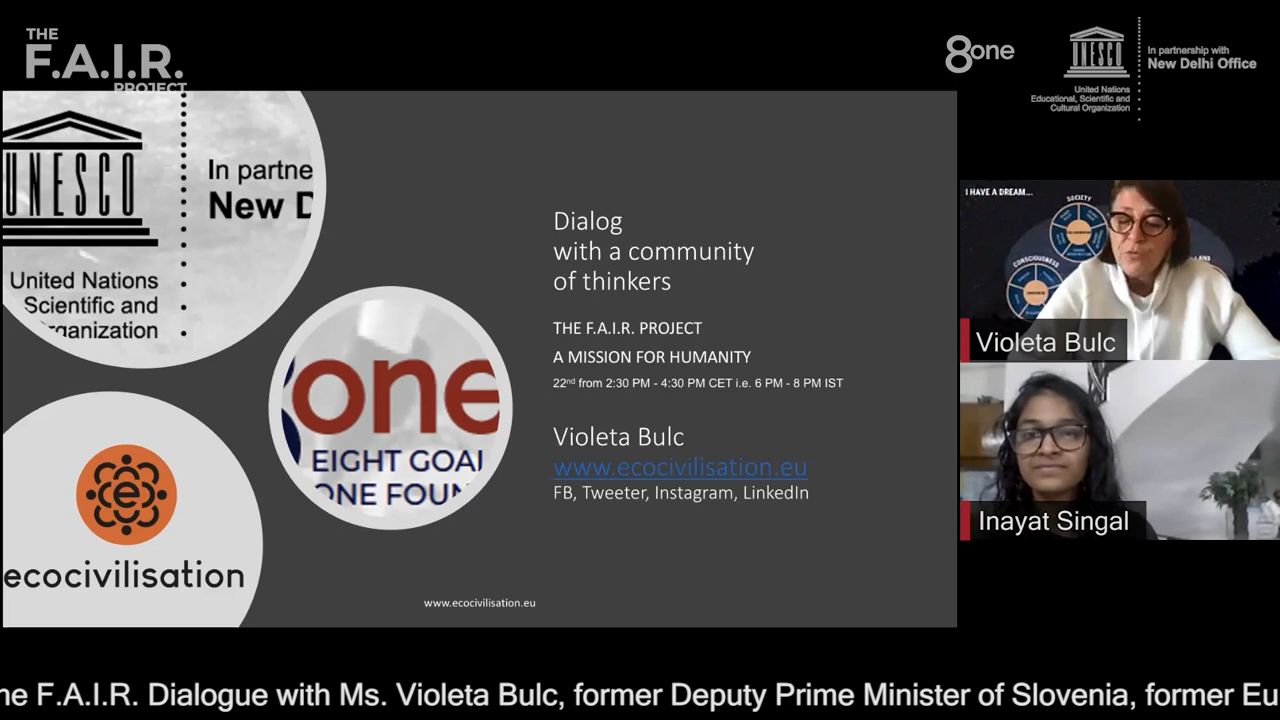 THE
F.A.I.R.
PROJECT
8one
UNESCO
United Nations
Educational, Scientific and
Cultural Organization
In partnership with
New Delhi Office
UNESCO
In partne
New D
United Nations
Scientific and
rganization
one
EIGHT GOAL
ONE FOUN
e
ecocivilisation
Dialog
with a community
of thinkers
THE F.A.I.R. PROJECT
A MISSION FOR HUMANITY
22nd from 2:30 PM - 4:30 PM CET i.e. 6 PM - 8 PM IST
Violeta Bulc
www.ecocivilisation.eu
FB, Tweeter, Instagram, LinkedIn
www.ecocivilisation.eu
I HAVE A DREAM...
SOCIETY
CONSCIOUSNESS
Violeta Bulc
Inayat Singal
he F.A.I.R. Dialogue with Ms. Violeta Bulc, former Deputy Prime Minister of Slovenia, former Eu